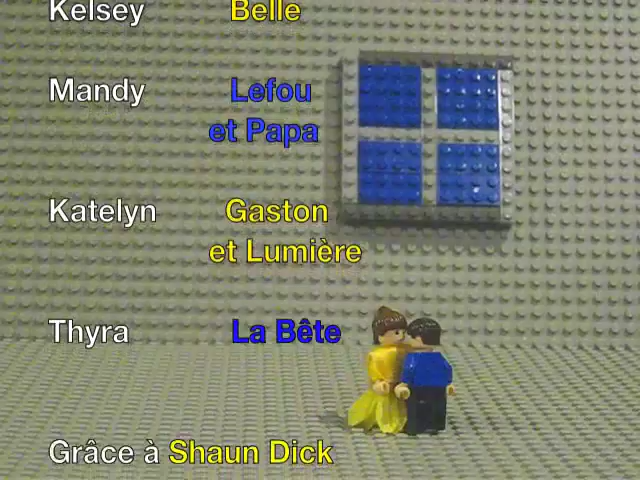 Kelsey Belle
Mandy Lefou
et Papa
Katelyn Gaston
et Lumière
Thyra La Bête
Grâce à Shaun Dick